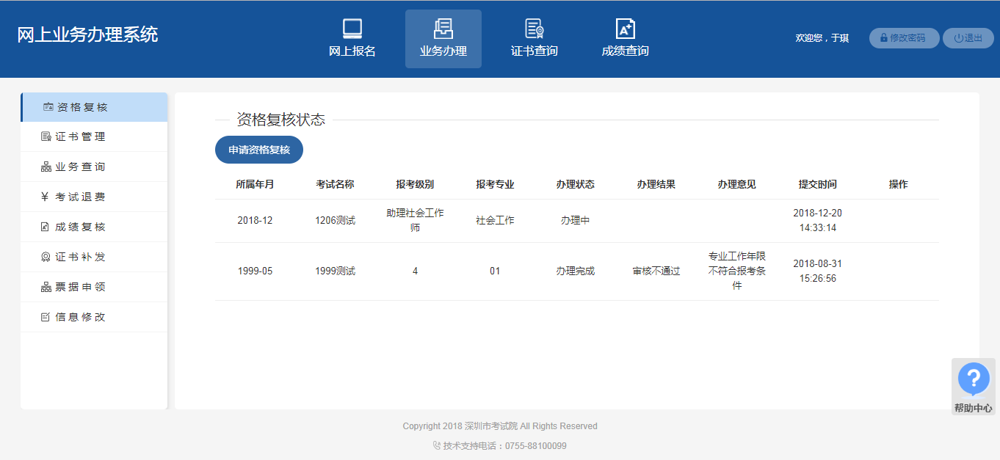 网上业务办理系统
网上报名
业务办理
证书查询
成绩查询
欢迎您，于琪
修改密码
退出
资格复核
证书管理
业务查询
¥ 考试退费
成绩复核
证书补发
票据申领
信息修改
资格复核状态
申请资格复核
所属年月 考试名称 报考级别 报考专业 办理状态 办理结果 办理意见 提交时间 操作
2018-12 1206测试 助理社会工作师 社会工作 办理中 2018-12-20 14:33:14
1999-05 1999测试 4 01 办理完成 审核不通过 专业工作年限不符合报考条件 2018-08-31 15:26:56
?
帮助中心
Copyright 2018 深圳市考试院 All Rights Reserved
技术支持电话：0755-88100099